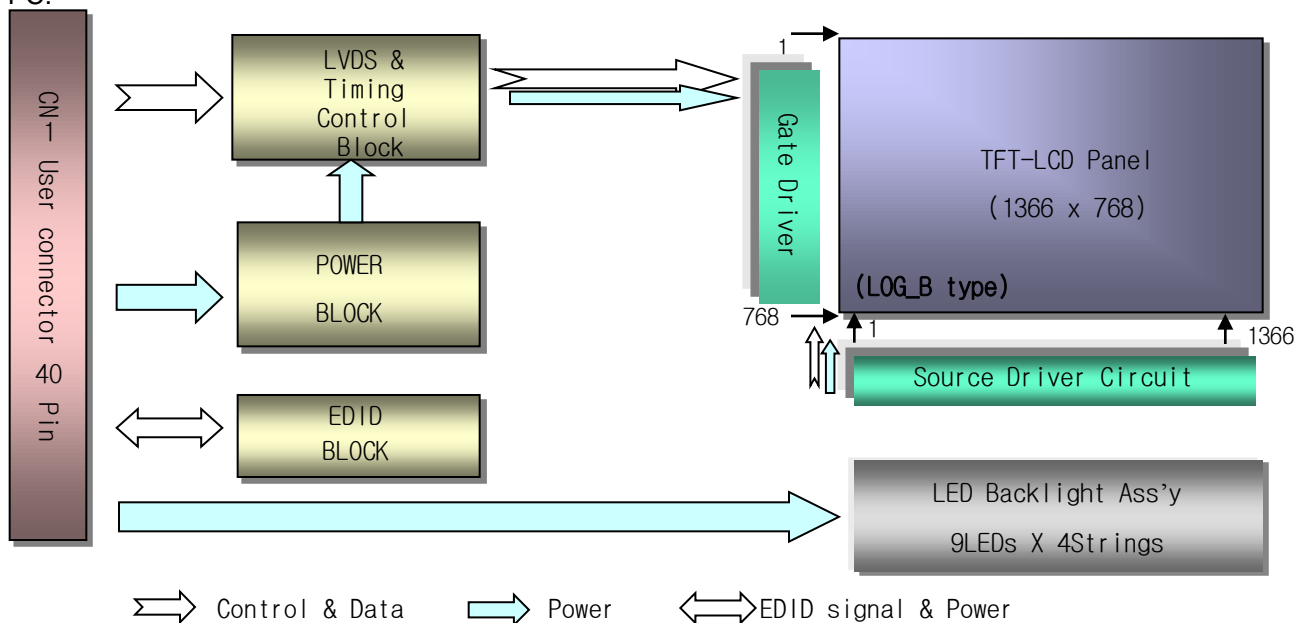 CN1 User connector 40 Pin
LVDS &
Timing
Control
Block
POWER
BLOCK
EDID
BLOCK
1
Gate Driver
768
TFT-LCD Panel
(1366 x 768)
(LOG_B type)
1
1366
Source Driver Circuit
LED Backlight Ass'y
9LEDs X 4Strings
Control & Data
Power
EDID signal & Power